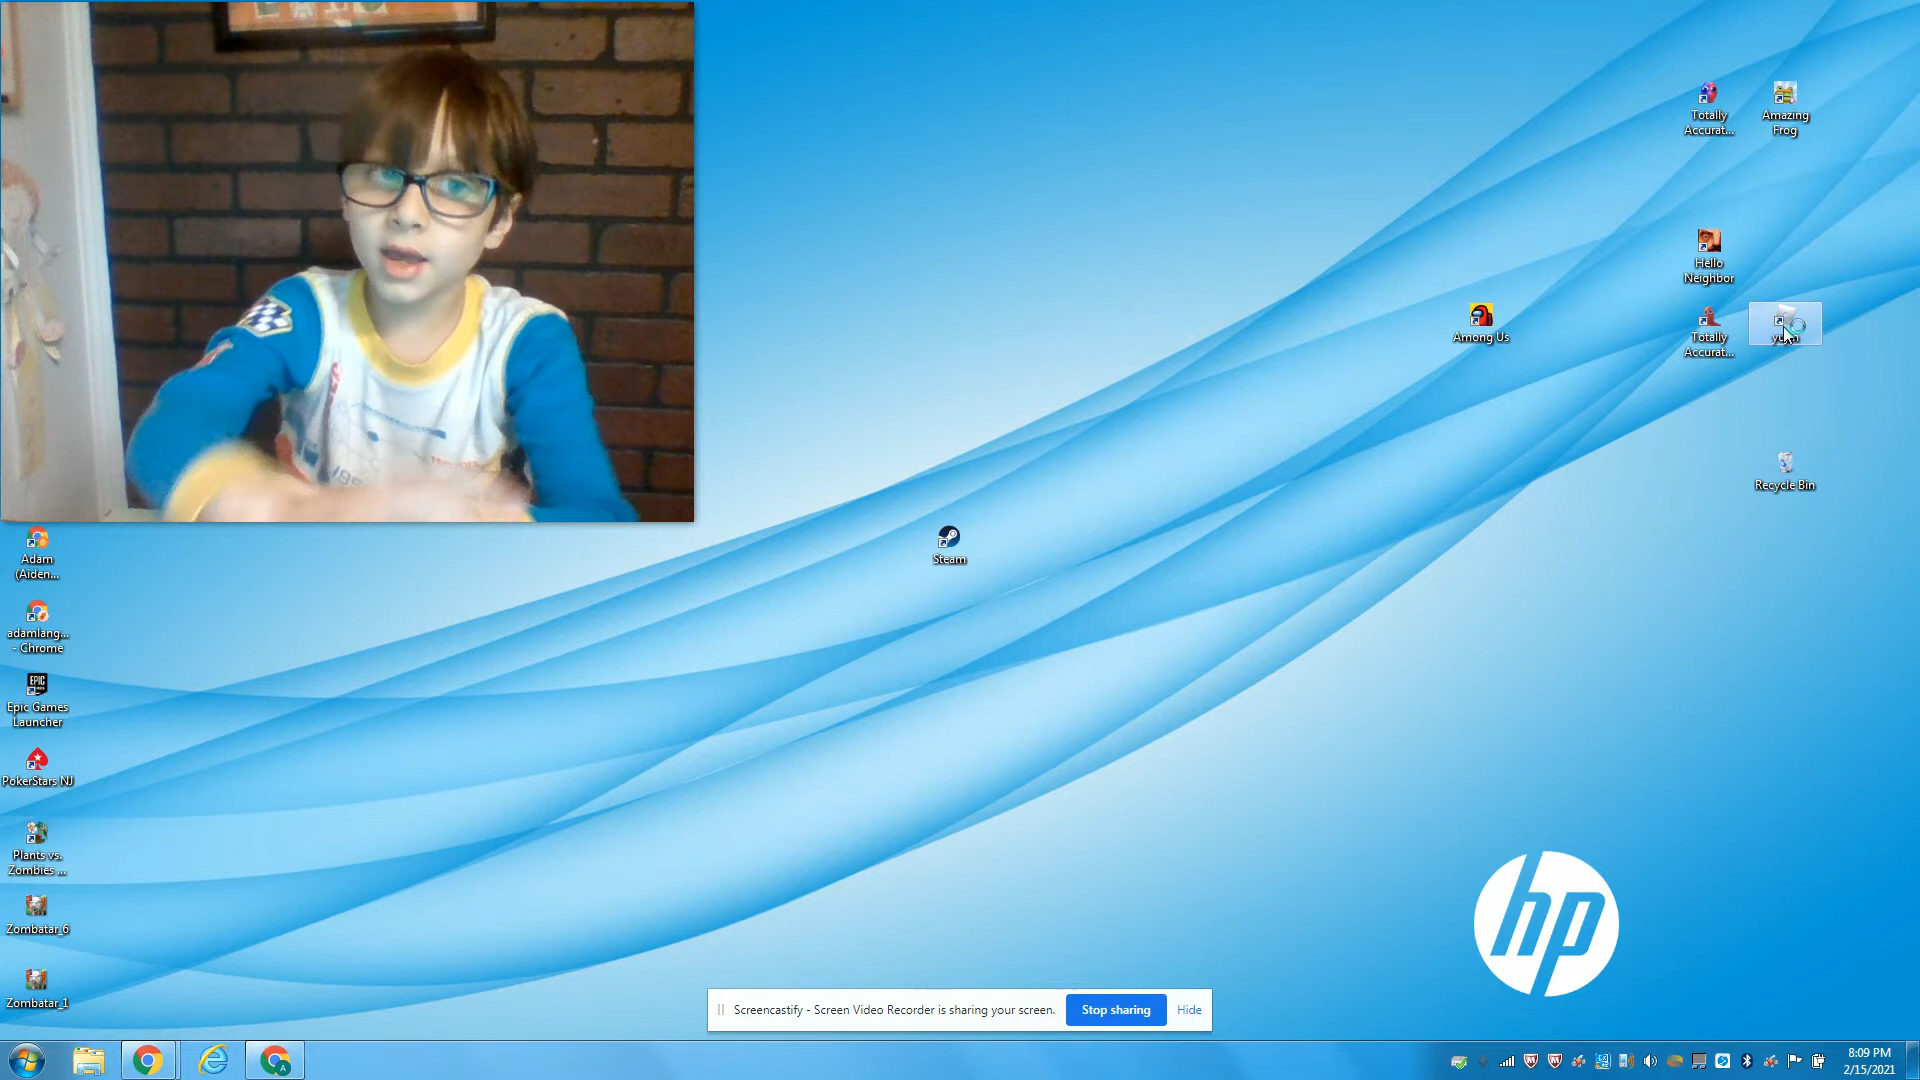 Totally
Accurat...
Amazing
Frog
Hello
Neighbor
Among Us
Totally
Accurat...
Recycle Bin
Steam
Adam
(Aiden...
adamlang...
- Chrome
EPIC
Epic Games
Launcher
PokerStars NJ
Plants vs.
Zombies ...
Zombatar_6
Zombatar_1
hp
Screencastify - Screen Video Recorder is sharing your screen.
Stop sharing
Hide
A
8:09 PM
2/15/2021